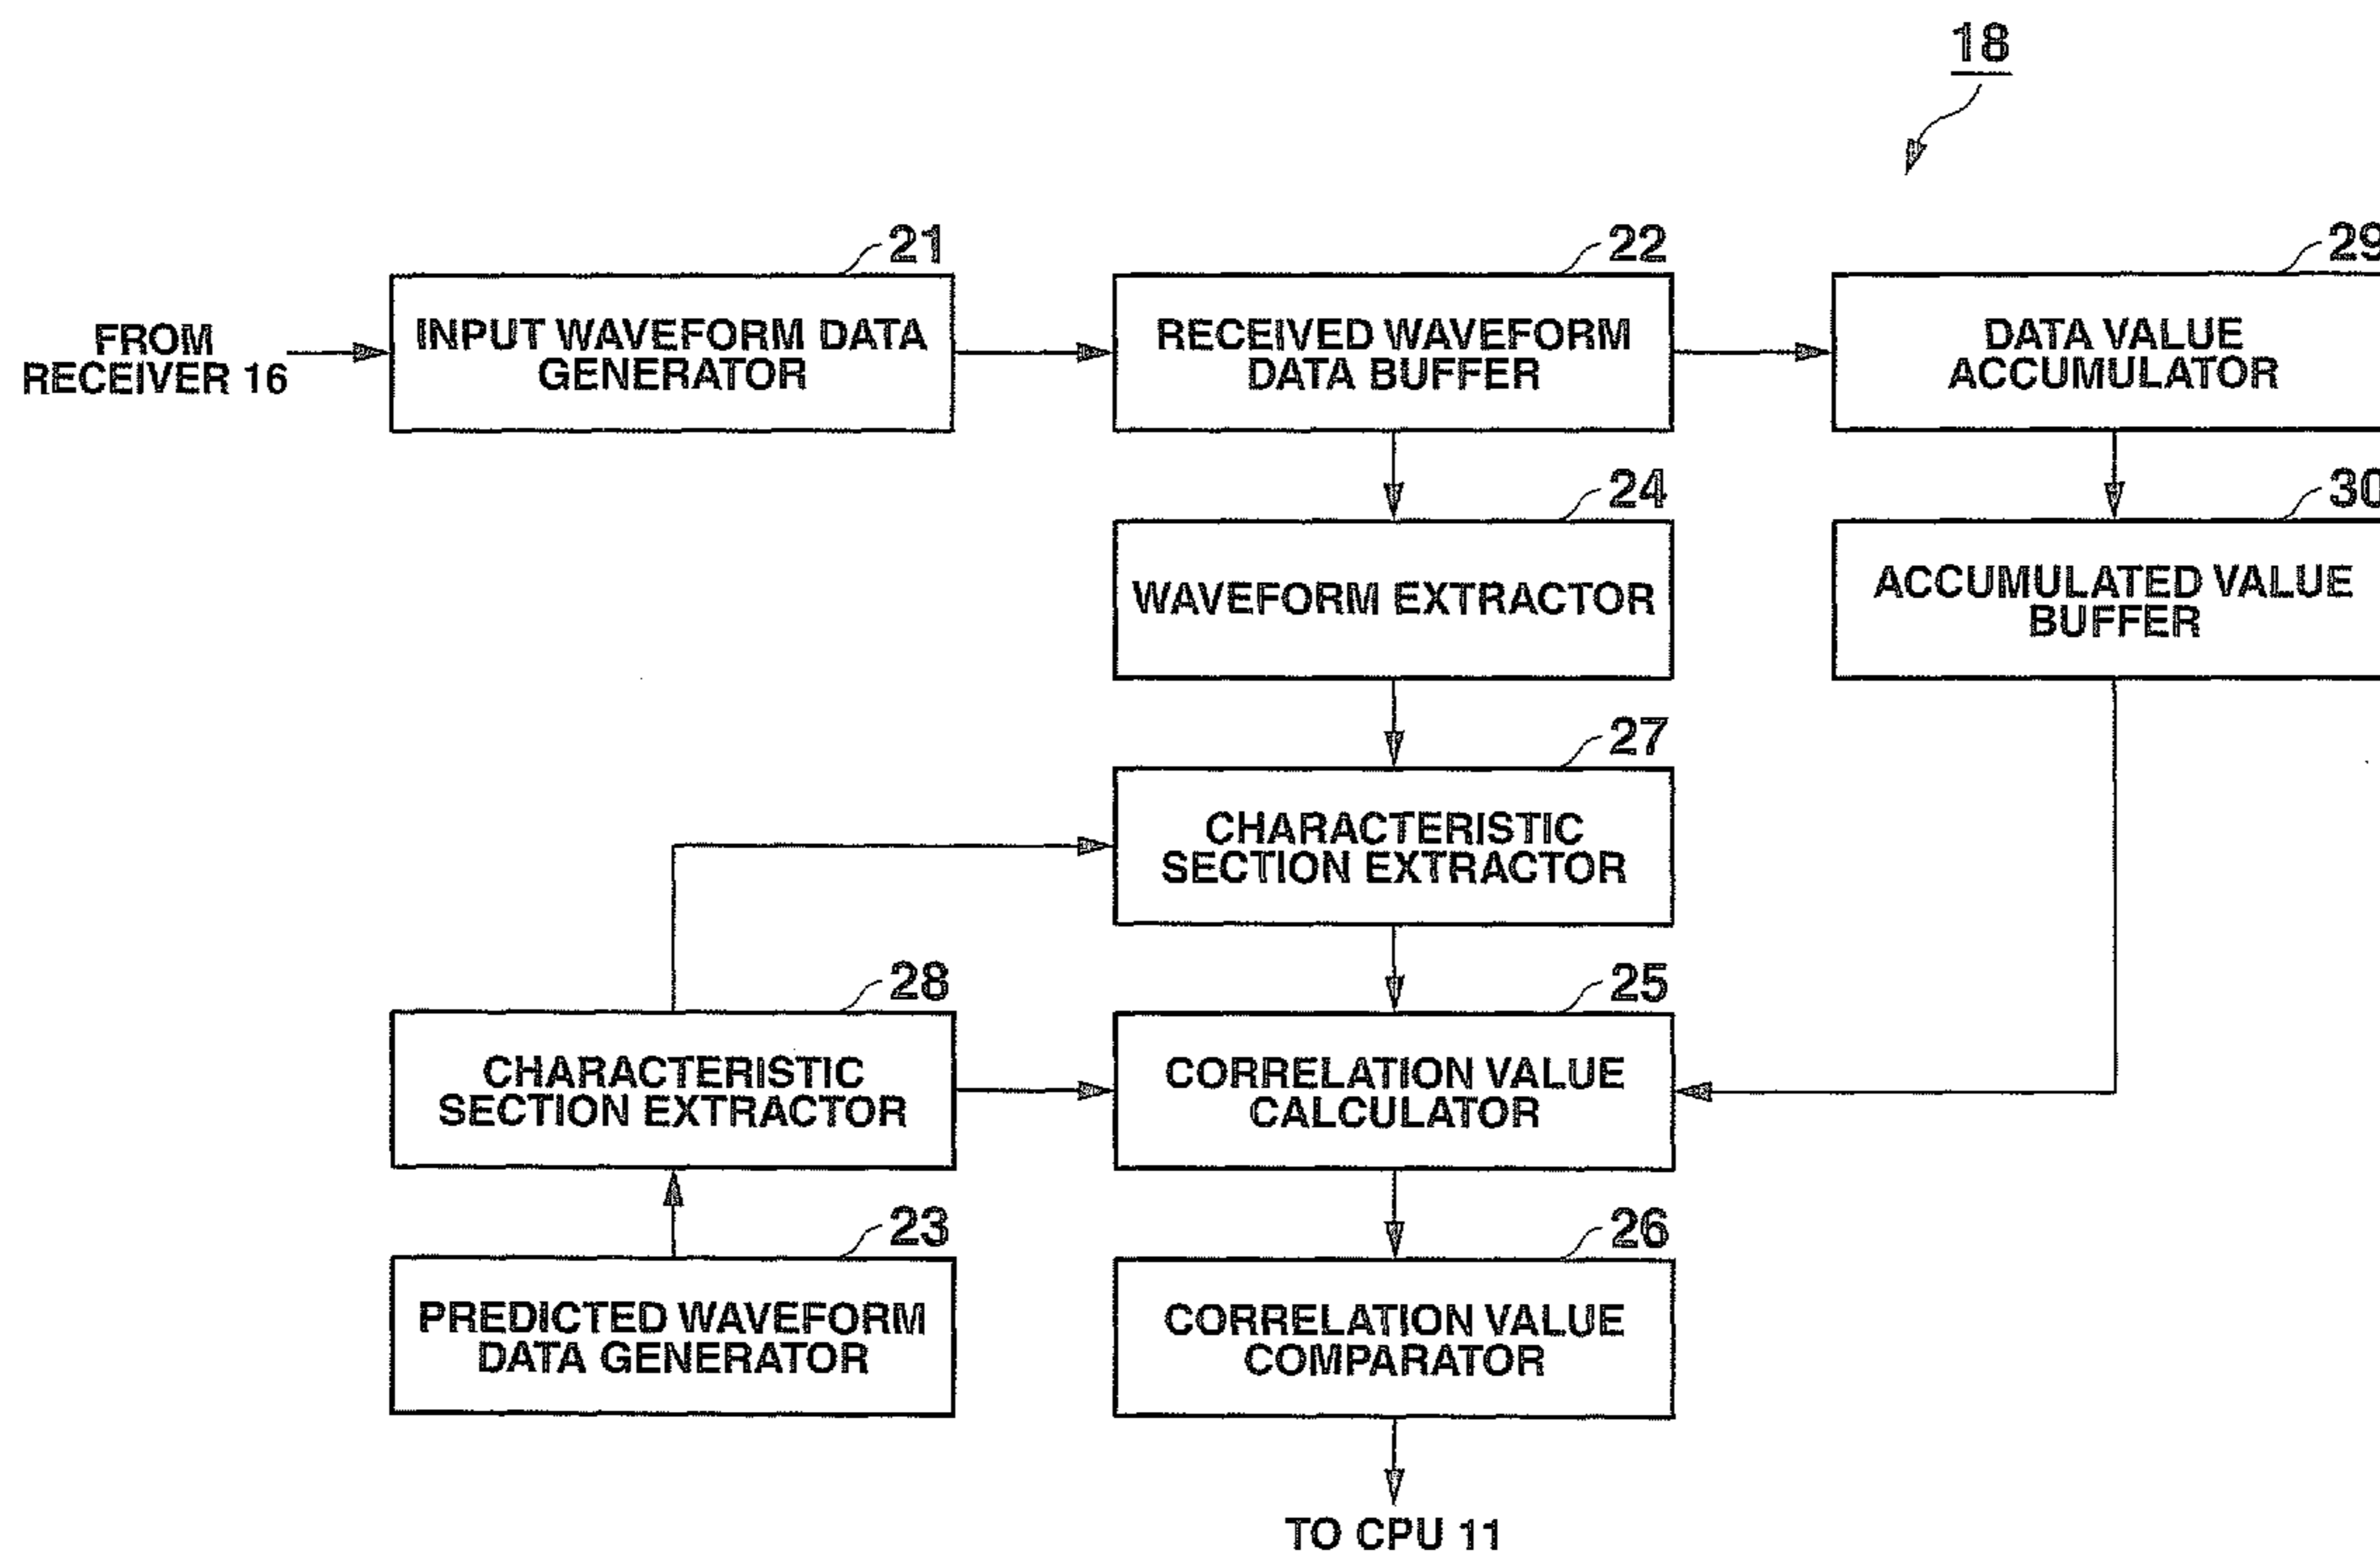 18
21
22
29
FROM
RECEIVER 16
INPUT WAVEFORM DATA
GENERATOR
RECEIVED WAVEFORM
DATA BUFFER
DATA VALUE
ACCUMULATOR
24
30
WAVEFORM EXTRACTOR
ACCUMULATED VALUE
BUFFER
27
CHARACTERISTIC
SECTION EXTRACTOR
28
25
CHARACTERISTIC
SECTION EXTRACTOR
CORRELATION VALUE
CALCULATOR
23
26
PREDICTED WAVEFORM
DATA GENERATOR
CORRELATION VALUE
COMPARATOR
TO CPU 11